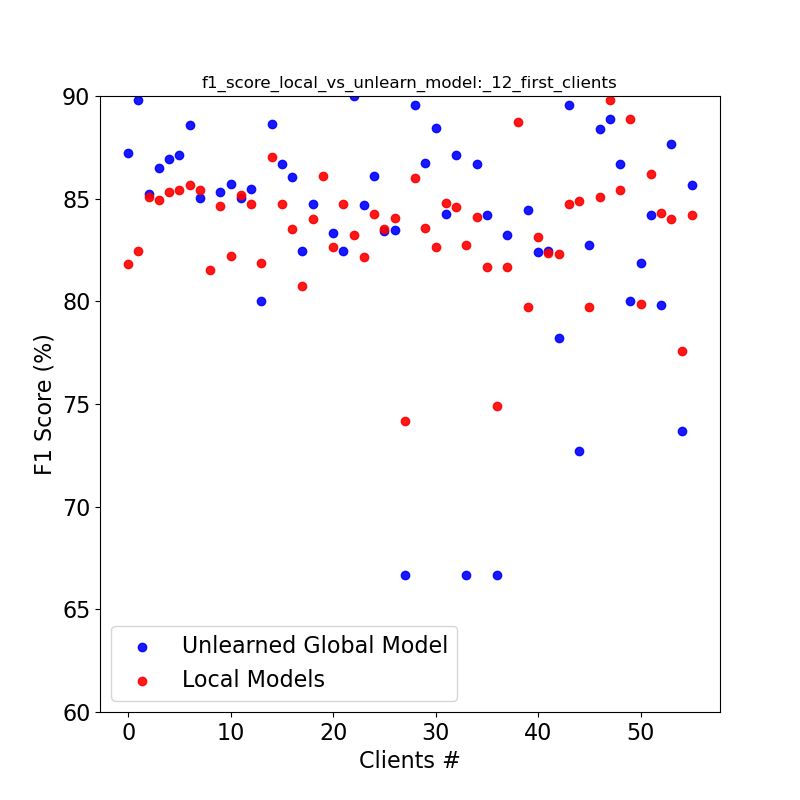 f1_score_local_vs_unlearn_model:_12_first_clients
90
85
80
75
70
65
60
F1 Score (%)
Unlearned Global Model
Local Models
0 10 20 30 40 50
Clients #